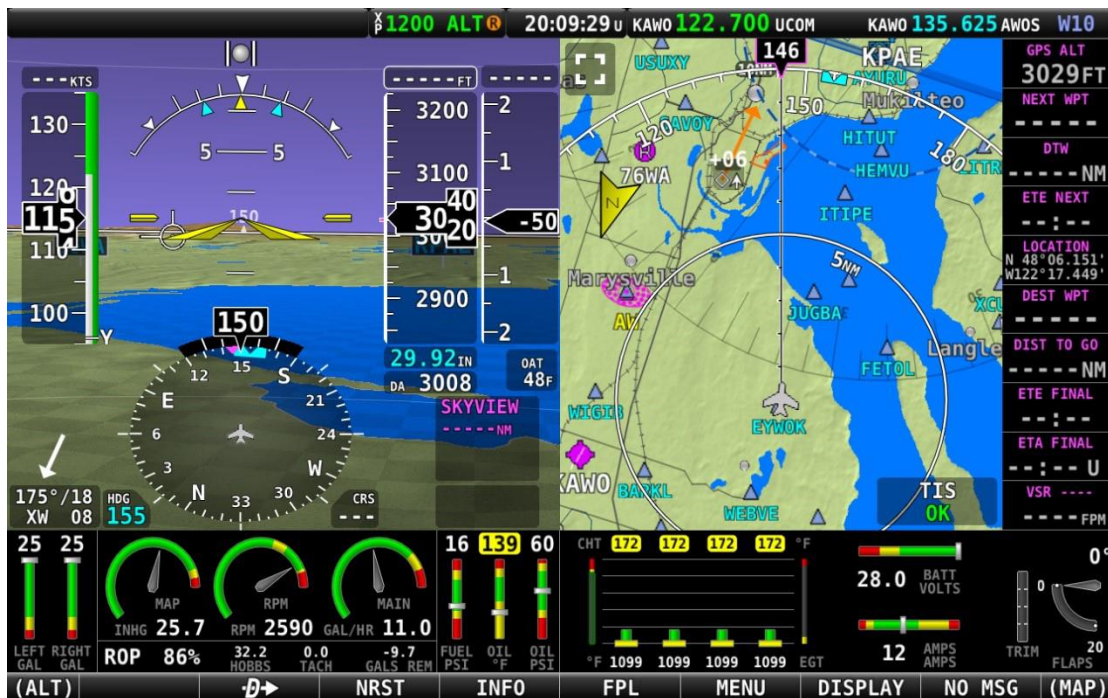 XP 1200 ALT R 20:09:29 U KAWO 122.700 UCOM KAWO 135.625 AWOS W10
--- KTS
130
120
115
110
100
Y
5 5
150
-----FT -----
3200
3100
3040
20
2900
2
1
-50
1
2
150
29.92IN
DA 3008
OAT
48F
SKYVIEW
-----NM
12 15 S 21 24 W 30 33 N 3 6 E
175°/18
XW 08
HDG
155
CRS
---
146
KPAE
USUXY
AYURU
Mukilteo
120 150 180
SAVOY
HITUT
HEMVU
+06
76WA
N
ITIPE
5NM
Marysville
JUGBA
AW
XCU
Langle
FETOL
WIGIB
EYWOK
KAWO
BARKL
WEBVE
TIS
OK
GPS ALT
3029FT
NEXT WPT
-----
DTW
-----NM
ETE NEXT
--:--
LOCATION
N 48°06.151'
W122°17.449'
DEST WPT
-----
DIST TO GO
-----NM
ETE FINAL
--:--
ETA FINAL
--:-- U
VSR ----
-----FPM
25 25
LEFT GAL
RIGHT GAL
MAP
INHG 25.7
RPM
RPM 2590
MAIN
GAL/HR 11.0
ROP 86%
32.2 HOBBS
0.0 TACH
-9.7 GALS REM
16 139 60
FUEL PSI
OIL °F
OIL PSI
CHT 172 172 172 172 °F
°F 1099 1099 1099 1099 EGT
28.0 BATT VOLTS
12 AMPS AMPS
TRIM
0°
0
20
FLAPS
(ALT) D NRST INFO FPL MENU DISPLAY NO MSG (MAP)